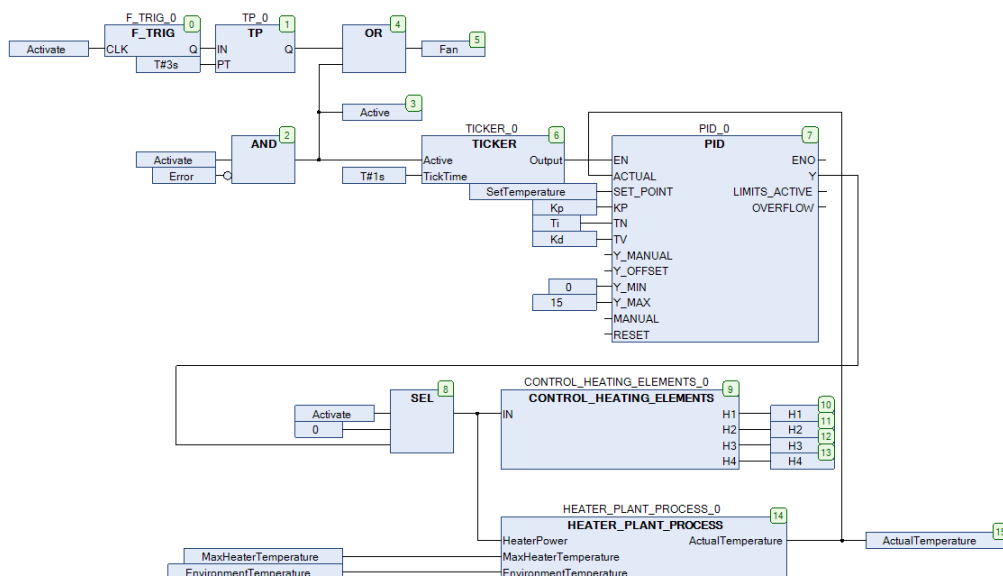 F_TRIG_0 TP_0
0 1 4
F_TRIG TP OR
5
Activate CLK Q IN Q Fan
T#3s PT
3
Active
2 TICKER_0 6 PID_0 7
AND TICKER PID
Activate Active Output EN ENO
Error T#1s TickTime ACTUAL Y
SetTemperature SET_POINT LIMITS_ACTIVE
Kp KP OVERFLOW
Ti TN
Kd TV
Y_MANUAL
Y_OFFSET
0 Y_MIN
15 Y_MAX
MANUAL
RESET
CONTROL_HEATING_ELEMENTS_0
8 9
SEL CONTROL_HEATING_ELEMENTS
10
Activate IN H1 H1
11
0 H2 H2
12
H3 H3
13
H4 H4
HEATER_PLANT_PROCESS_0
14
HEATER_PLANT_PROCESS
15
HeaterPower ActualTemperature ActualTemperature
MaxHeaterTemperature MaxHeaterTemperature
EnvironmentTemperature EnvironmentTemperature